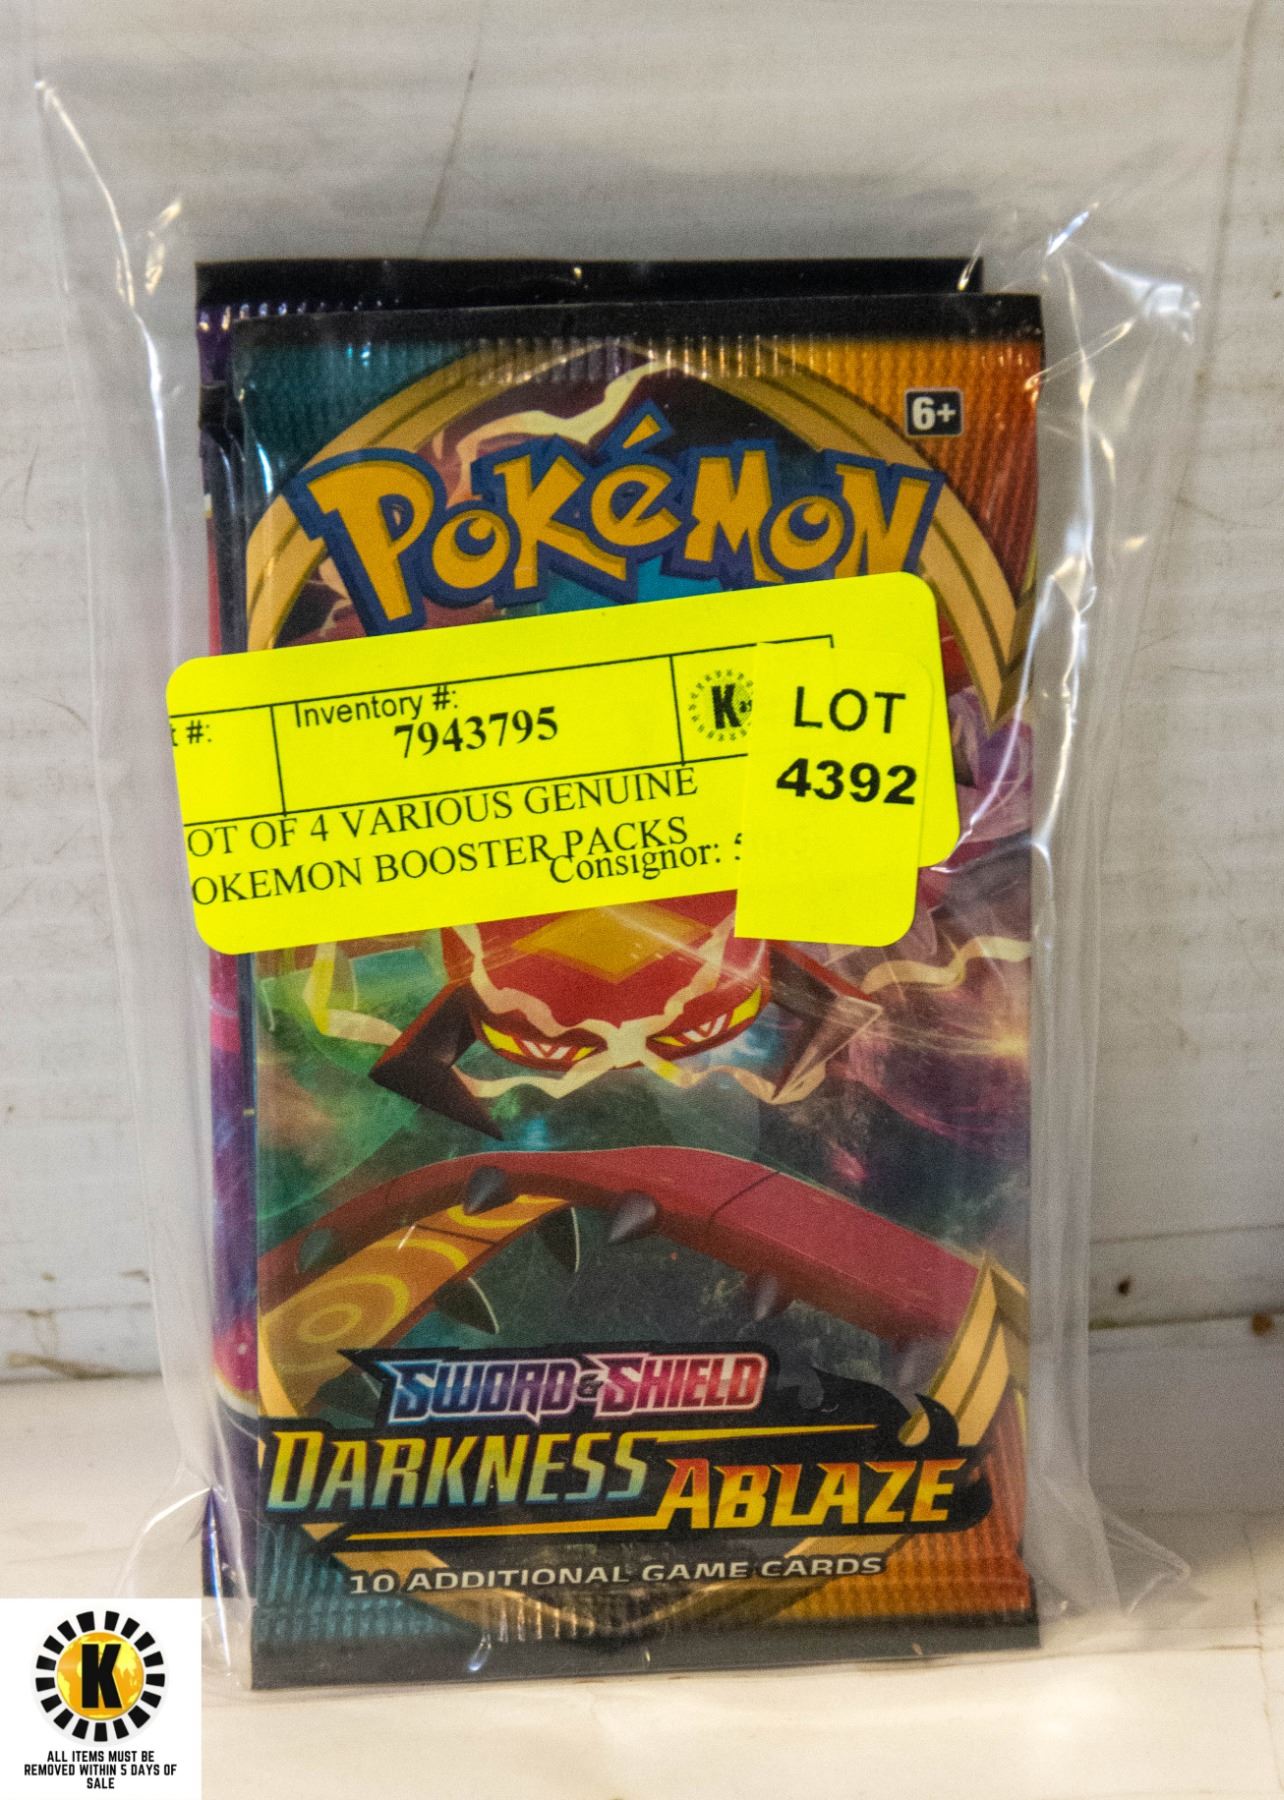 6+
POKéMON
t #:
Inventory #:
7943795
K
LOT
4392
OT OF 4 VARIOUS GENUINE
OKEMON BOOSTER PACKS
Consignor:
SWORD & SHIELD
DARKNESS
ABLAZE
10 ADDITIONAL GAME CARDS
K
ALL ITEMS MUST BE
REMOVED WITHIN 5 DAYS OF
SALE